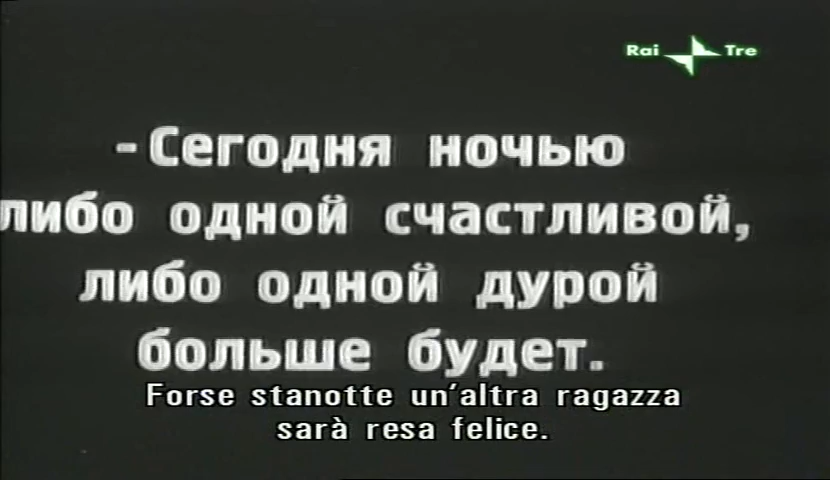 Rai Tre
-Сегодня ночью
либо одной счастливой,
либо одной дурой
больше будет.
Forse stanotte un'altra ragazza
sarà resa felice.